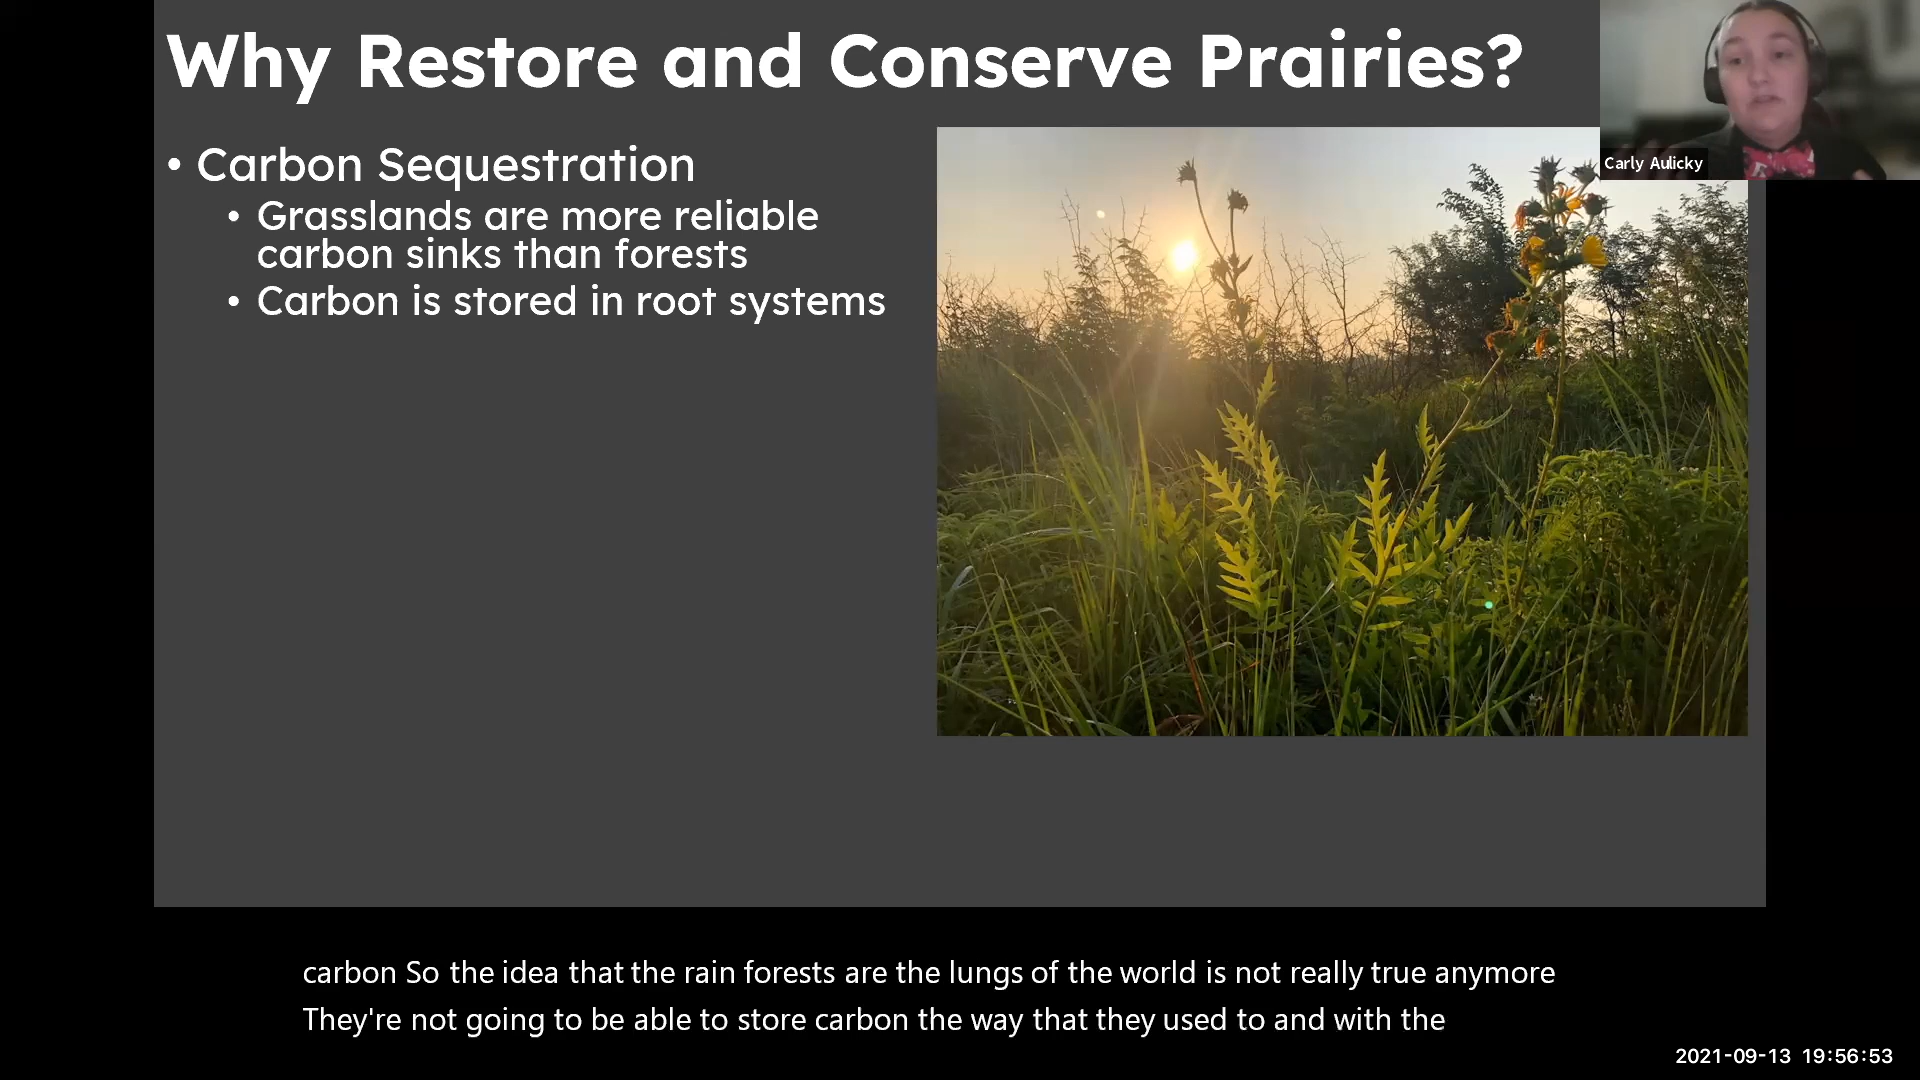 Why Restore and Conserve Prairies?
• Carbon Sequestration
• Grasslands are more reliable
carbon sinks than forests
• Carbon is stored in root systems
Carly Aulicky
carbon So the idea that the rain forests are the lungs of the world is not really true anymore
They're not going to be able to store carbon the way that they used to and with the
2021-09-13 19:56:53